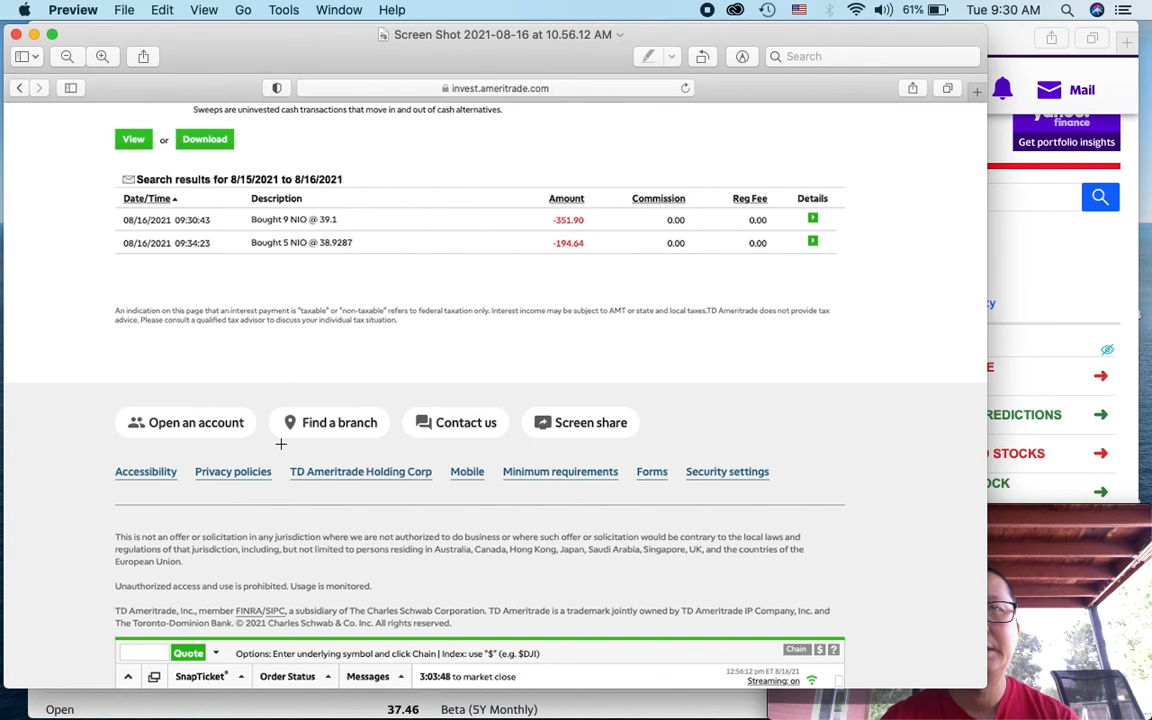 Preview File Edit View Go Tools Window Help 61% Tue 9:30 AM
Screen Shot 2021-08-16 at 10.56.12 AM
Search
invest.ameritrade.com
Mail
finance
Get portfolio insights
Sweeps are uninvested cash transactions that move in and out of cash alternatives.
View or Download
Search results for 8/15/2021 to 8/16/2021
Date/Time Description Amount Commission Reg Fee Details
08/16/2021 09:30:43 Bought 9 NIO @ 39.1 -351.90 0.00 0.00
08/16/2021 09:34:23 Bought 5 NIO @ 38.9287 -194.64 0.00 0.00
An indication on this page that an interest payment is "taxable" or "non-taxable" refers to federal taxation only. Interest income may be subject to AMT or state and local taxes.TD Ameritrade does not provide tax
advice. Please consult a qualified tax advisor to discuss your individual tax situation.
REDICTIONS
STOCKS
Open an account Find a branch Contact us Screen share
Accessibility Privacy policies TD Ameritrade Holding Corp Mobile Minimum requirements Forms Security settings
This is not an offer or solicitation in any jurisdiction where we are not authorized to do business or where such offer or solicitation would be contrary to the local laws and
regulations of that jurisdiction, including, but not limited to persons residing in Australia, Canada, Hong Kong, Japan, Saudi Arabia, Singapore, UK, and the countries of the
European Union.
Unauthorized access and use is prohibited. Usage is monitored.
TD Ameritrade, Inc., member FINRA/SIPC, a subsidiary of The Charles Schwab Corporation. TD Ameritrade is a trademark jointly owned by TD Ameritrade IP Company, Inc. and
The Toronto-Dominion Bank. © 2021 Charles Schwab & Co. Inc. All rights reserved.
Quote Options: Enter underlying symbol and click Chain | Index: use "$" (e.g. $DJI) Chain $ ?
SnapTicket® Order Status Messages 3:03:48 to market close
12:56:12 pm ET 8/16/21
Streaming: on
Open 37.46 Beta (5Y Monthly)